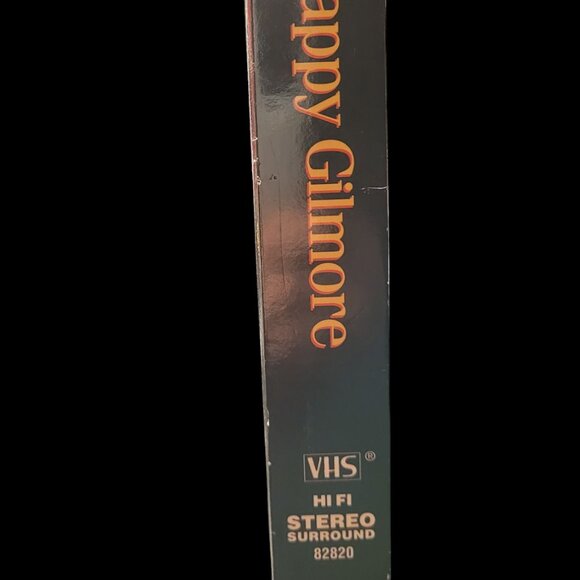 appy Gilmore
VHS ®
HI FI
STEREO
SURROUND
82820